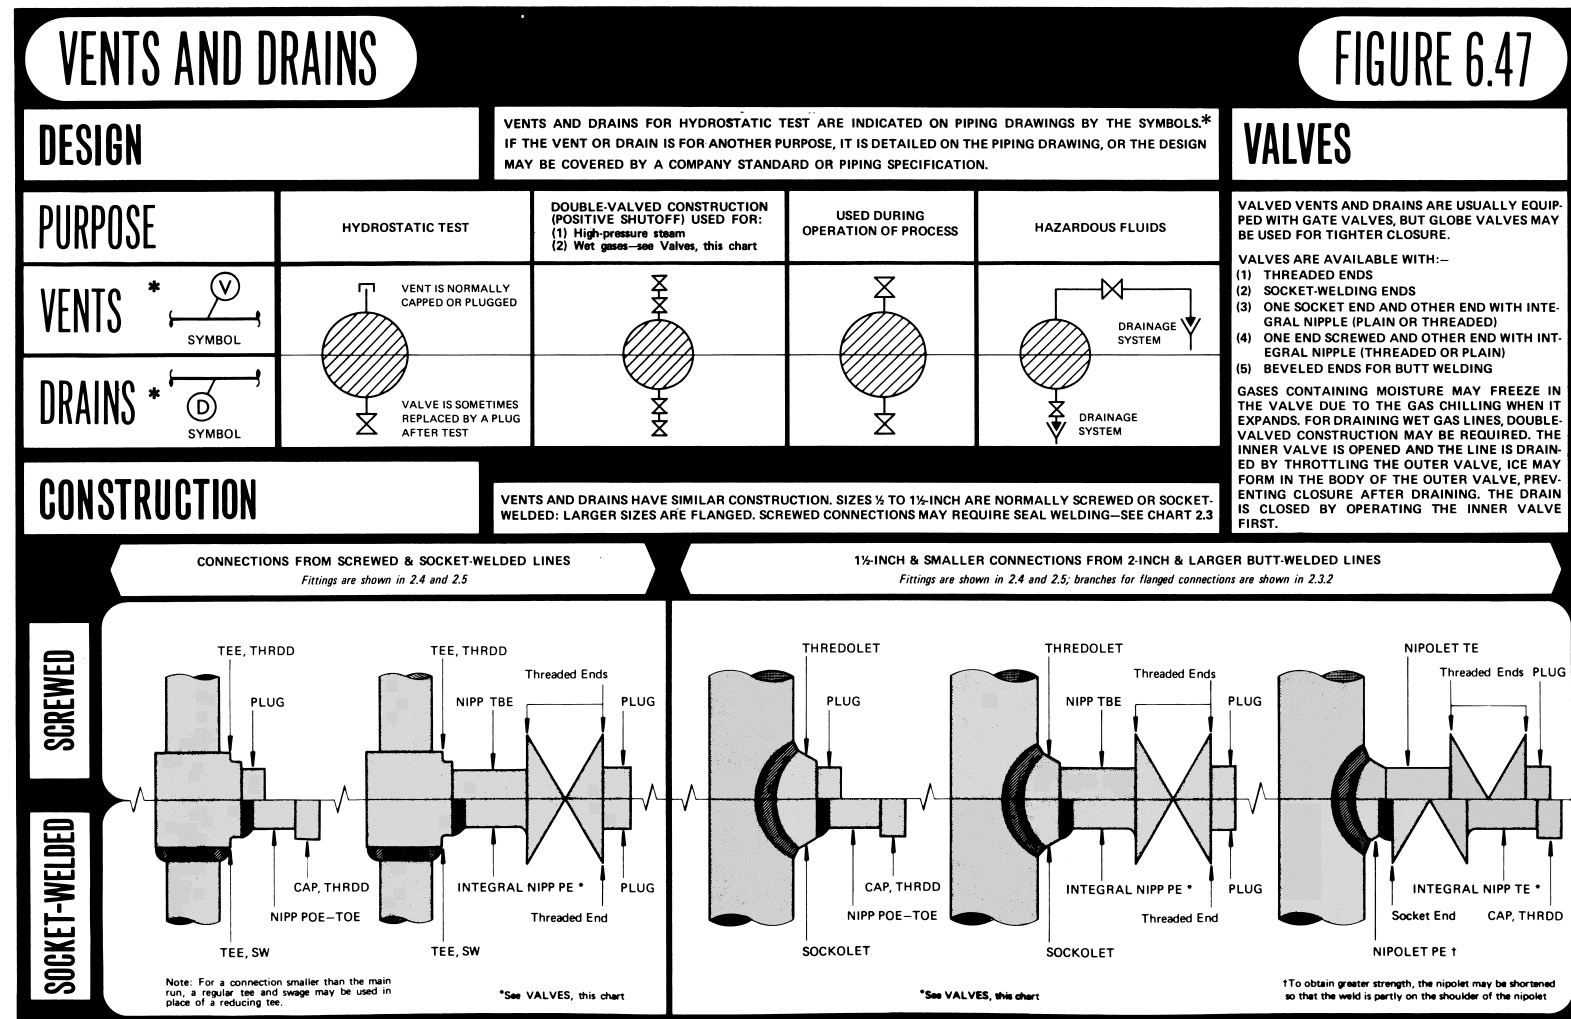 VENTS AND DRAINS
FIGURE 6.47
DESIGN
VENTS AND DRAINS FOR HYDROSTATIC TEST ARE INDICATED ON PIPING DRAWINGS BY THE SYMBOLS.*
IF THE VENT OR DRAIN IS FOR ANOTHER PURPOSE, IT IS DETAILED ON THE PIPING DRAWING, OR THE DESIGN
MAY BE COVERED BY A COMPANY STANDARD OR PIPING SPECIFICATION.
VALVES
PURPOSE
HYDROSTATIC TEST
DOUBLE-VALVED CONSTRUCTION
(POSITIVE SHUTOFF) USED FOR:
(1) High-pressure steam
(2) Wet gases—see Valves, this chart
USED DURING
OPERATION OF PROCESS
HAZARDOUS FLUIDS
VENTS *
V
SYMBOL
VENT IS NORMALLY
CAPPED OR PLUGGED
DRAINAGE
SYSTEM
DRAINS *
D
SYMBOL
VALVE IS SOMETIMES
REPLACED BY A PLUG
AFTER TEST
DRAINAGE
SYSTEM
VALVED VENTS AND DRAINS ARE USUALLY EQUIP-
PED WITH GATE VALVES, BUT GLOBE VALVES MAY
BE USED FOR TIGHTER CLOSURE.
VALVES ARE AVAILABLE WITH:—
(1) THREADED ENDS
(2) SOCKET-WELDING ENDS
(3) ONE SOCKET END AND OTHER END WITH INTE-
GRAL NIPPLE (PLAIN OR THREADED)
(4) ONE END SCREWED AND OTHER END WITH INT-
EGRAL NIPPLE (THREADED OR PLAIN)
(5) BEVELED ENDS FOR BUTT WELDING
GASES CONTAINING MOISTURE MAY FREEZE IN
THE VALVE DUE TO THE GAS CHILLING WHEN IT
EXPANDS. FOR DRAINING WET GAS LINES, DOUBLE-
VALVED CONSTRUCTION MAY BE REQUIRED. THE
INNER VALVE IS OPENED AND THE LINE IS DRAIN-
ED BY THROTTLING THE OUTER VALVE, ICE MAY
FORM IN THE BODY OF THE OUTER VALVE, PREV-
ENTING CLOSURE AFTER DRAINING. THE DRAIN
IS CLOSED BY OPERATING THE INNER VALVE
FIRST.
CONSTRUCTION
VENTS AND DRAINS HAVE SIMILAR CONSTRUCTION. SIZES ½ TO 1½-INCH ARE NORMALLY SCREWED OR SOCKET-
WELDED: LARGER SIZES ARE FLANGED. SCREWED CONNECTIONS MAY REQUIRE SEAL WELDING—SEE CHART 2.3
CONNECTIONS FROM SCREWED & SOCKET-WELDED LINES
Fittings are shown in 2.4 and 2.5
1½-INCH & SMALLER CONNECTIONS FROM 2-INCH & LARGER BUTT-WELDED LINES
Fittings are shown in 2.4 and 2.5; branches for flanged connections are shown in 2.3.2
SCREWED
TEE, THRDD
PLUG
TEE, THRDD
NIPP TBE
Threaded Ends
PLUG
THREDOLET
PLUG
THREDOLET
NIPP TBE
Threaded Ends
PLUG
NIPOLET TE
Threaded Ends
PLUG
SOCKET-WELDED
CAP, THRDD
NIPP POE—TOE
TEE, SW
INTEGRAL NIPP PE *
PLUG
Threaded End
TEE, SW
CAP, THRDD
NIPP POE—TOE
SOCKOLET
INTEGRAL NIPP PE *
PLUG
Threaded End
SOCKOLET
INTEGRAL NIPP TE *
Socket End
CAP, THRDD
NIPOLET PE †
Note: For a connection smaller than the main
run, a regular tee and swage may be used in
place of a reducing tee.
*See VALVES, this chart
*See VALVES, this chart
†To obtain greater strength, the nipolet may be shortened
so that the weld is partly on the shoulder of the nipolet